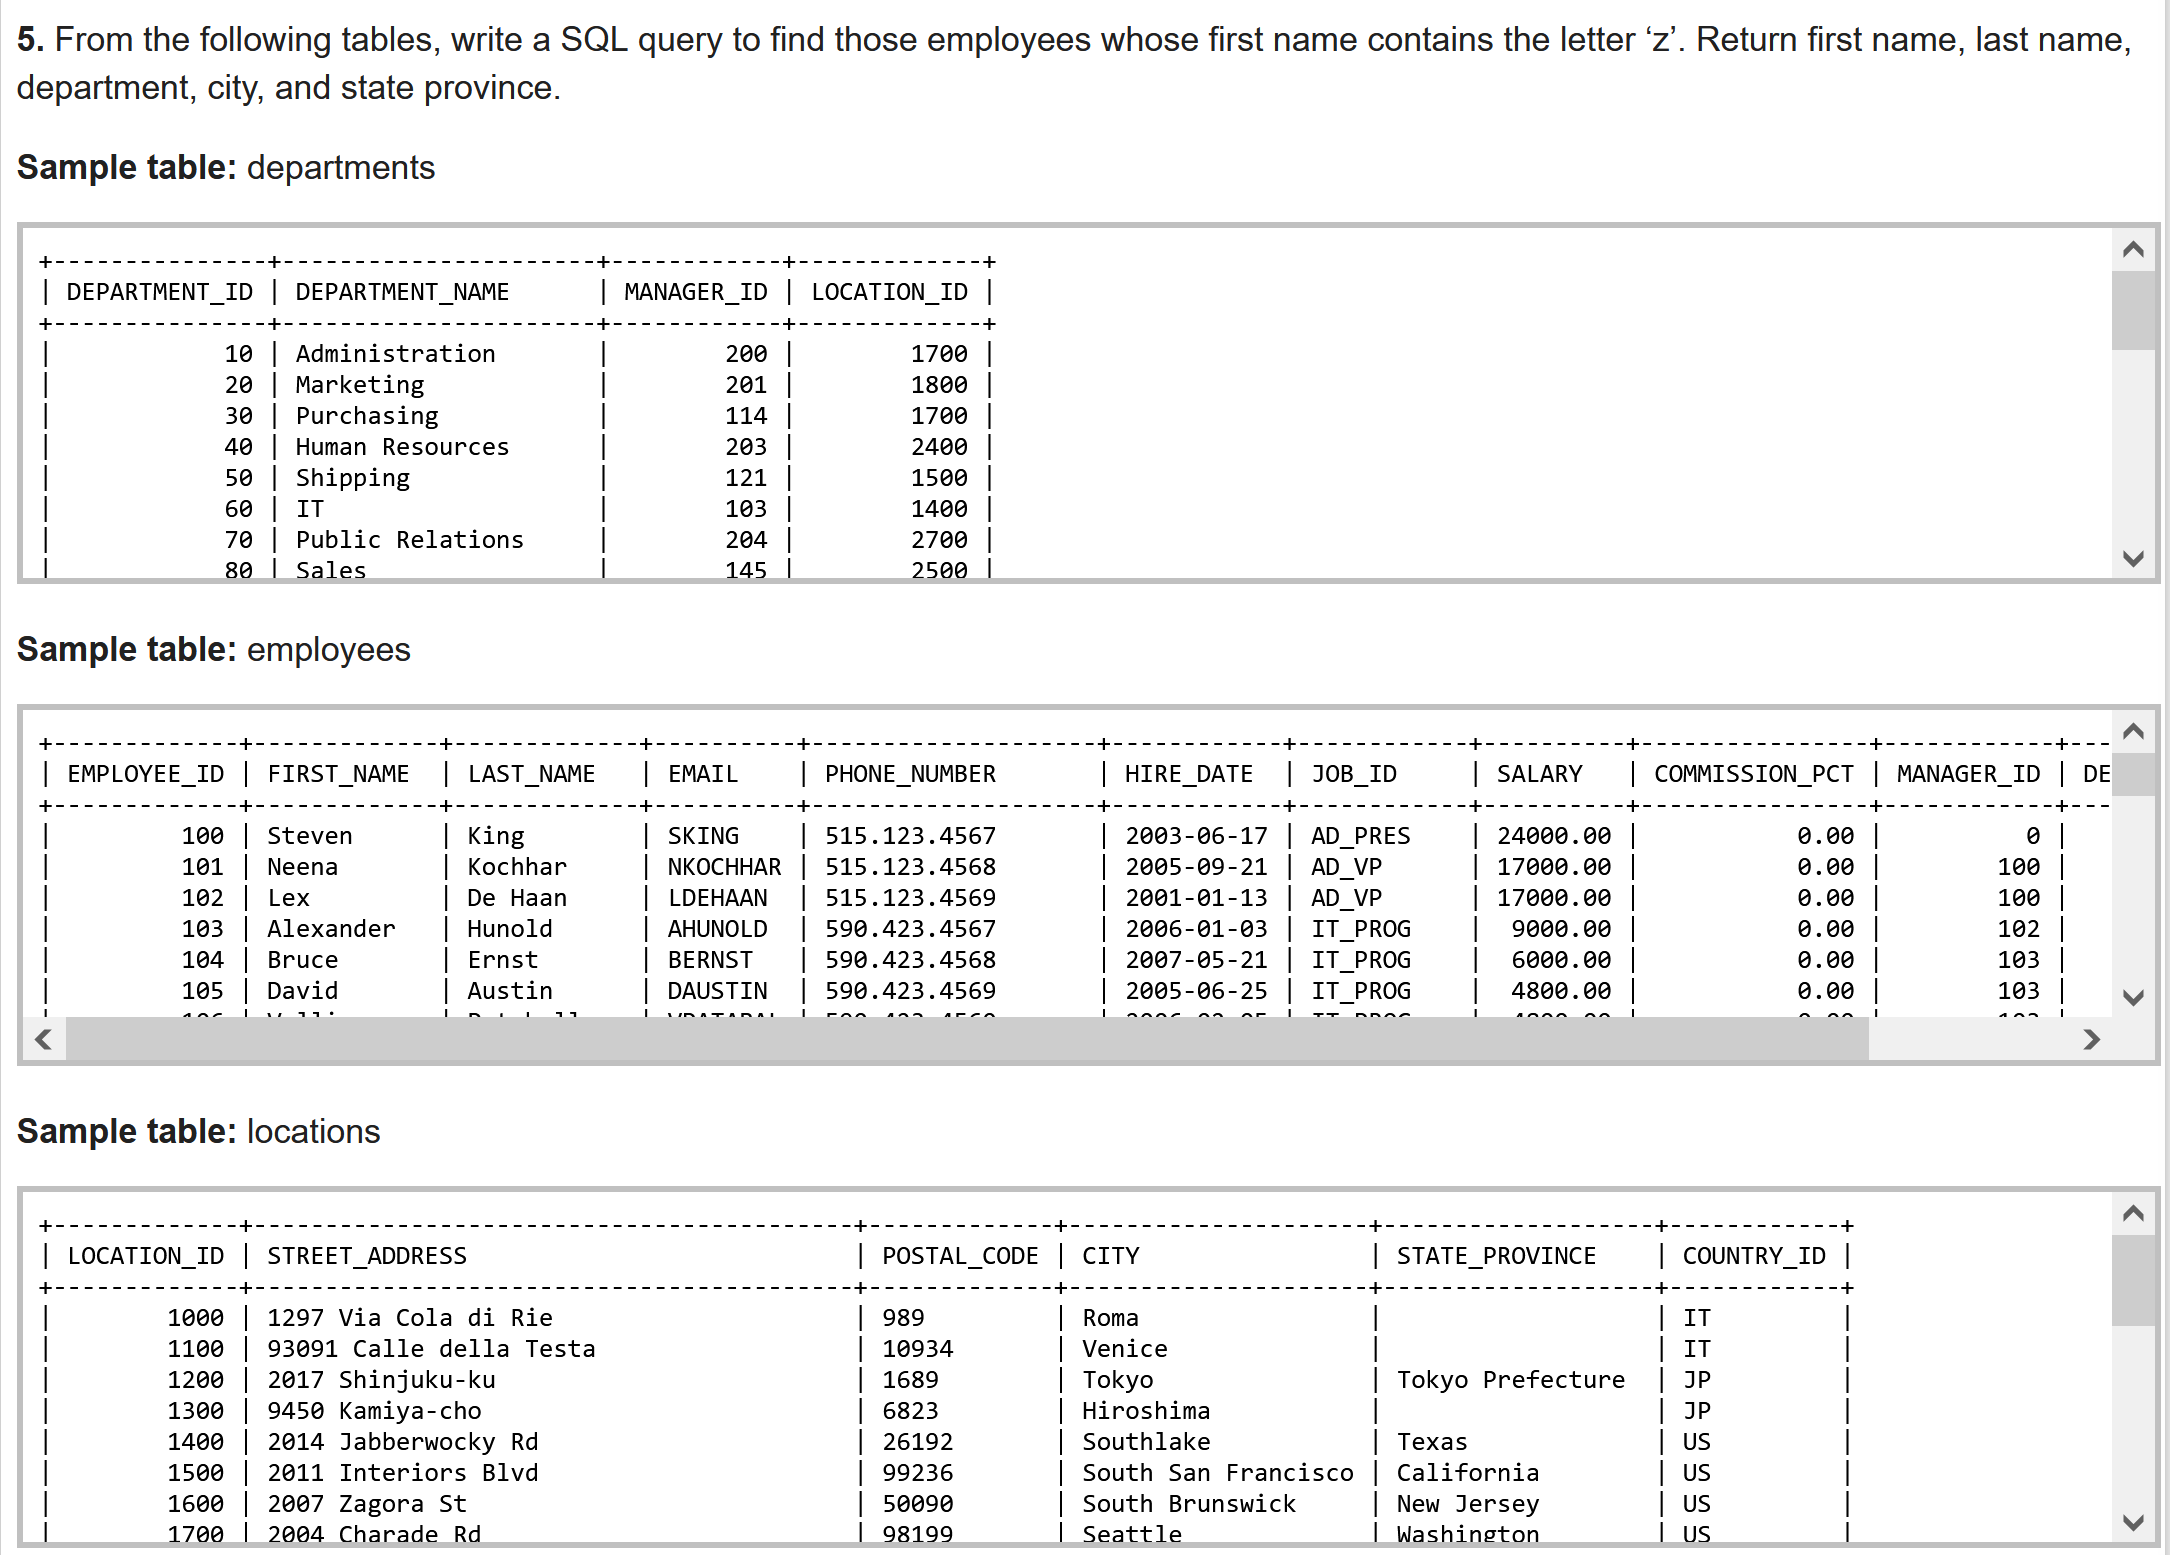 5. From the following tables, write a SQL query to find those employees whose first name contains the letter ‘z’. Return first name, last name,
department, city, and state province.
Sample table: departments
+---------------+----------------------+------------+-------------+
| DEPARTMENT_ID | DEPARTMENT_NAME      | MANAGER_ID | LOCATION_ID |
+---------------+----------------------+------------+-------------+
|            10 | Administration       |        200 |        1700 |
|            20 | Marketing            |        201 |        1800 |
|            30 | Purchasing           |        114 |        1700 |
|            40 | Human Resources      |        203 |        2400 |
|            50 | Shipping             |        121 |        1500 |
|            60 | IT                   |        103 |        1400 |
|            70 | Public Relations     |        204 |        2700 |
|            80 | Sales                |        145 |        2500 |
Sample table: employees
+-------------+-------------+-------------+----------+--------------------+------------+------------+----------+----------------+------------+---
| EMPLOYEE_ID | FIRST_NAME  | LAST_NAME   | EMAIL    | PHONE_NUMBER       | HIRE_DATE  | JOB_ID     | SALARY   | COMMISSION_PCT | MANAGER_ID | DE
+-------------+-------------+-------------+----------+--------------------+------------+------------+----------+----------------+------------+---
|         100 | Steven      | King        | SKING    | 515.123.4567       | 2003-06-17 | AD_PRES    | 24000.00 |           0.00 |          0 |
|         101 | Neena       | Kochhar     | NKOCHHAR | 515.123.4568       | 2005-09-21 | AD_VP      | 17000.00 |           0.00 |        100 |
|         102 | Lex         | De Haan     | LDEHAAN  | 515.123.4569       | 2001-01-13 | AD_VP      | 17000.00 |           0.00 |        100 |
|         103 | Alexander   | Hunold      | AHUNOLD  | 590.423.4567       | 2006-01-03 | IT_PROG    |  9000.00 |           0.00 |        102 |
|         104 | Bruce       | Ernst       | BERNST   | 590.423.4568       | 2007-05-21 | IT_PROG    |  6000.00 |           0.00 |        103 |
|         105 | David       | Austin      | DAUSTIN  | 590.423.4569       | 2005-06-25 | IT_PROG    |  4800.00 |           0.00 |        103 |
Sample table: locations
+-------------+------------------------------------------+-------------+---------------------+-------------------+------------+
| LOCATION_ID | STREET_ADDRESS                           | POSTAL_CODE | CITY                | STATE_PROVINCE    | COUNTRY_ID |
+-------------+------------------------------------------+-------------+---------------------+-------------------+------------+
|        1000 | 1297 Via Cola di Rie                     | 989         | Roma                |                   | IT         |
|        1100 | 93091 Calle della Testa                  | 10934       | Venice              |                   | IT         |
|        1200 | 2017 Shinjuku-ku                         | 1689        | Tokyo               | Tokyo Prefecture  | JP         |
|        1300 | 9450 Kamiya-cho                          | 6823        | Hiroshima           |                   | JP         |
|        1400 | 2014 Jabberwocky Rd                      | 26192       | Southlake           | Texas             | US         |
|        1500 | 2011 Interiors Blvd                      | 99236       | South San Francisco | California        | US         |
|        1600 | 2007 Zagora St                           | 50090       | South Brunswick     | New Jersey        | US         |
|        1700 | 2004 Charade Rd                          | 98199       | Seattle             | Washington        | US         |